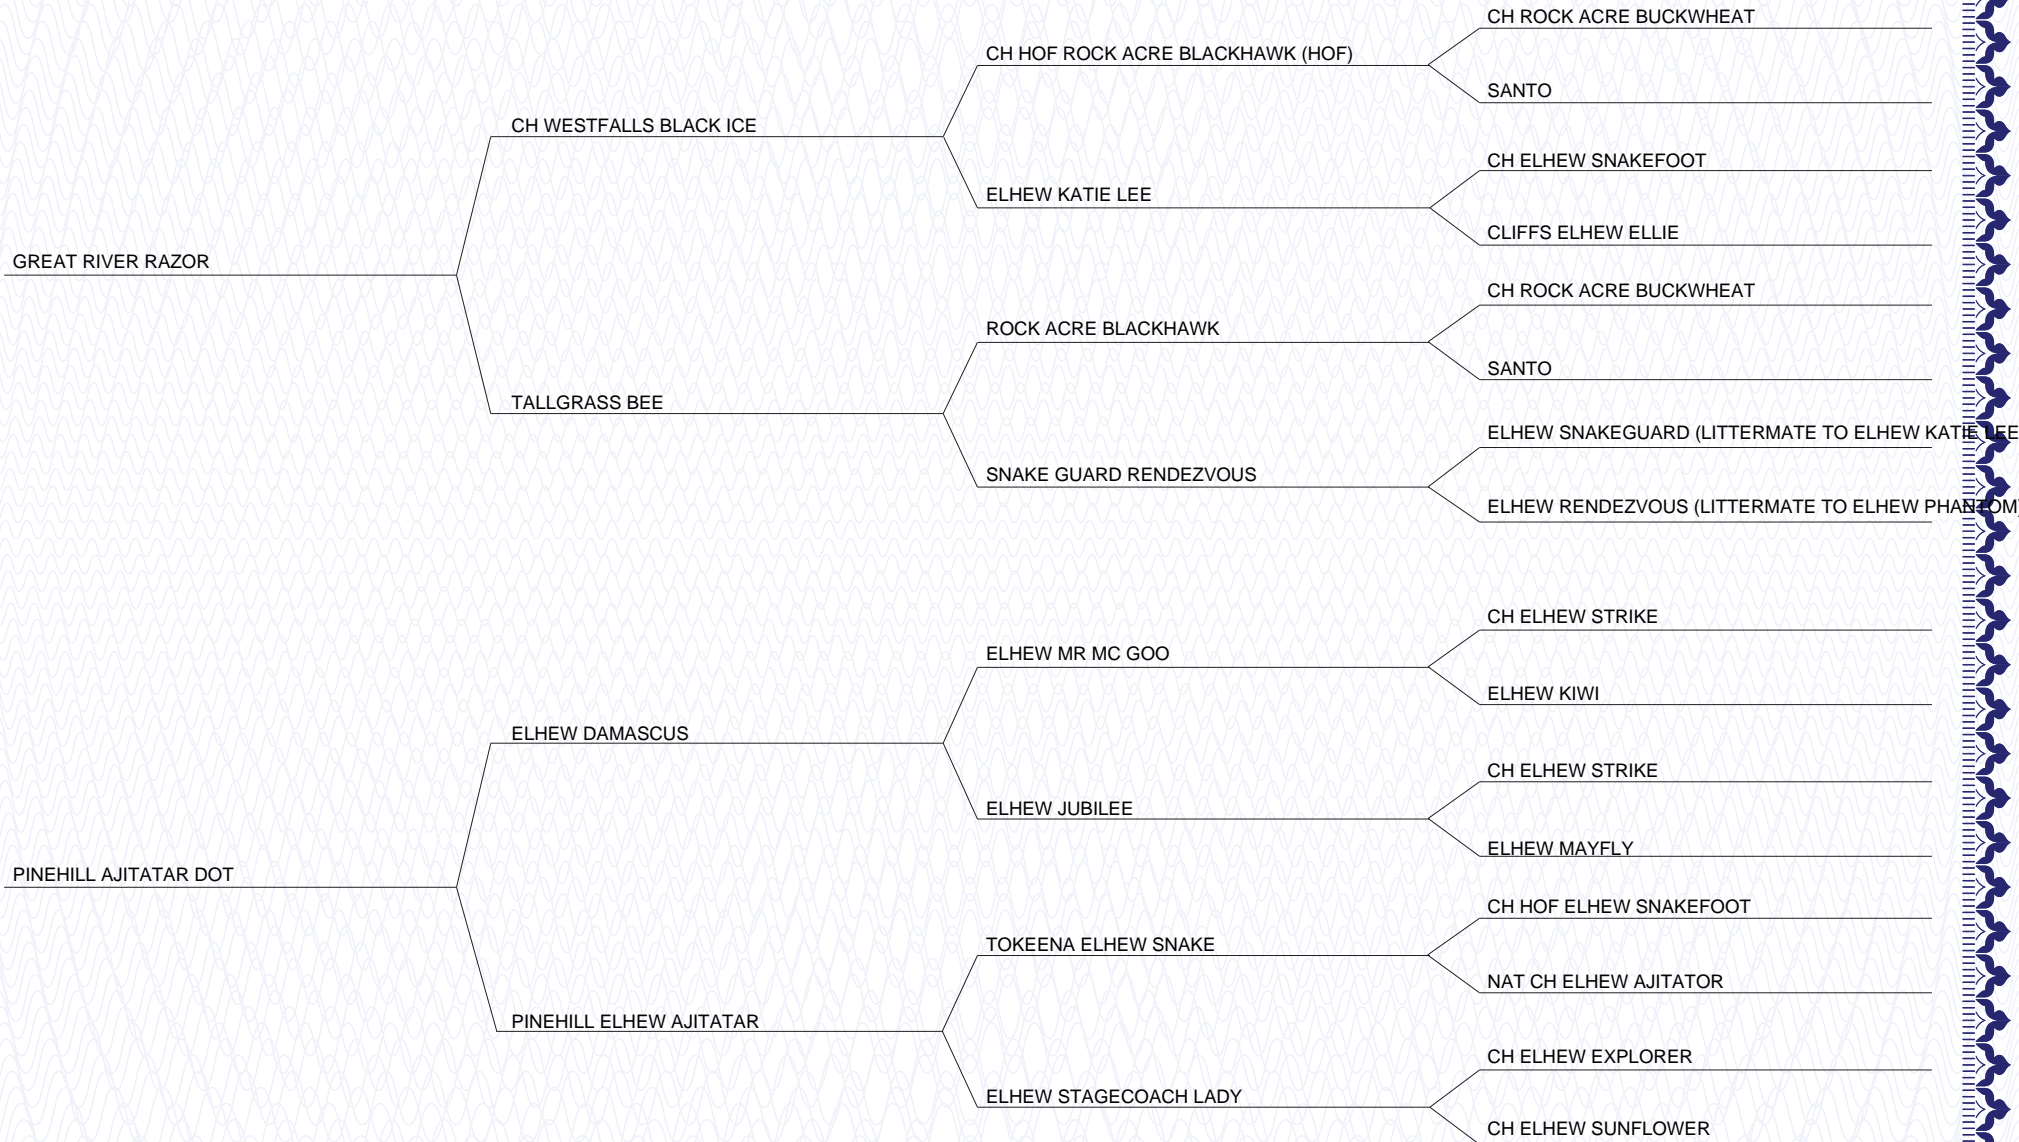 CH ROCK ACRE BUCKWHEAT
CH HOF ROCK ACRE BLACKHAWK (HOF)
SANTO
CH WESTFALLS BLACK ICE
CH ELHEW SNAKEFOOT
ELHEW KATIE LEE
CLIFFS ELHEW ELLIE
GREAT RIVER RAZOR
CH ROCK ACRE BUCKWHEAT
ROCK ACRE BLACKHAWK
SANTO
TALLGRASS BEE
ELHEW SNAKEGUARD (LITTERMATE TO ELHEW KATIE LEE
SNAKE GUARD RENDEZVOUS
ELHEW RENDEZVOUS (LITTERMATE TO ELHEW PHANTOM)
CH ELHEW STRIKE
ELHEW MR MC GOO
ELHEW KIWI
ELHEW DAMASCUS
CH ELHEW STRIKE
ELHEW JUBILEE
ELHEW MAYFLY
PINEHILL AJITATAR DOT
CH HOF ELHEW SNAKEFOOT
TOKEENA ELHEW SNAKE
NAT CH ELHEW AJITATOR
PINEHILL ELHEW AJITATAR
CH ELHEW EXPLORER
ELHEW STAGECOACH LADY
CH ELHEW SUNFLOWER